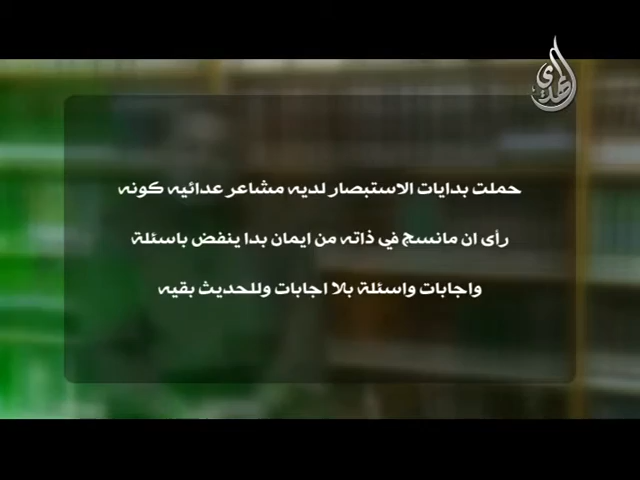 الهدى
حملت بدايات الاستبصار لديه مشاعر عدائيه كونه
رأى ان مانسج في ذاته من ايمان بدا ينفض باسئلة
واجابات واسئلة بلا اجابات وللحديث بقيه